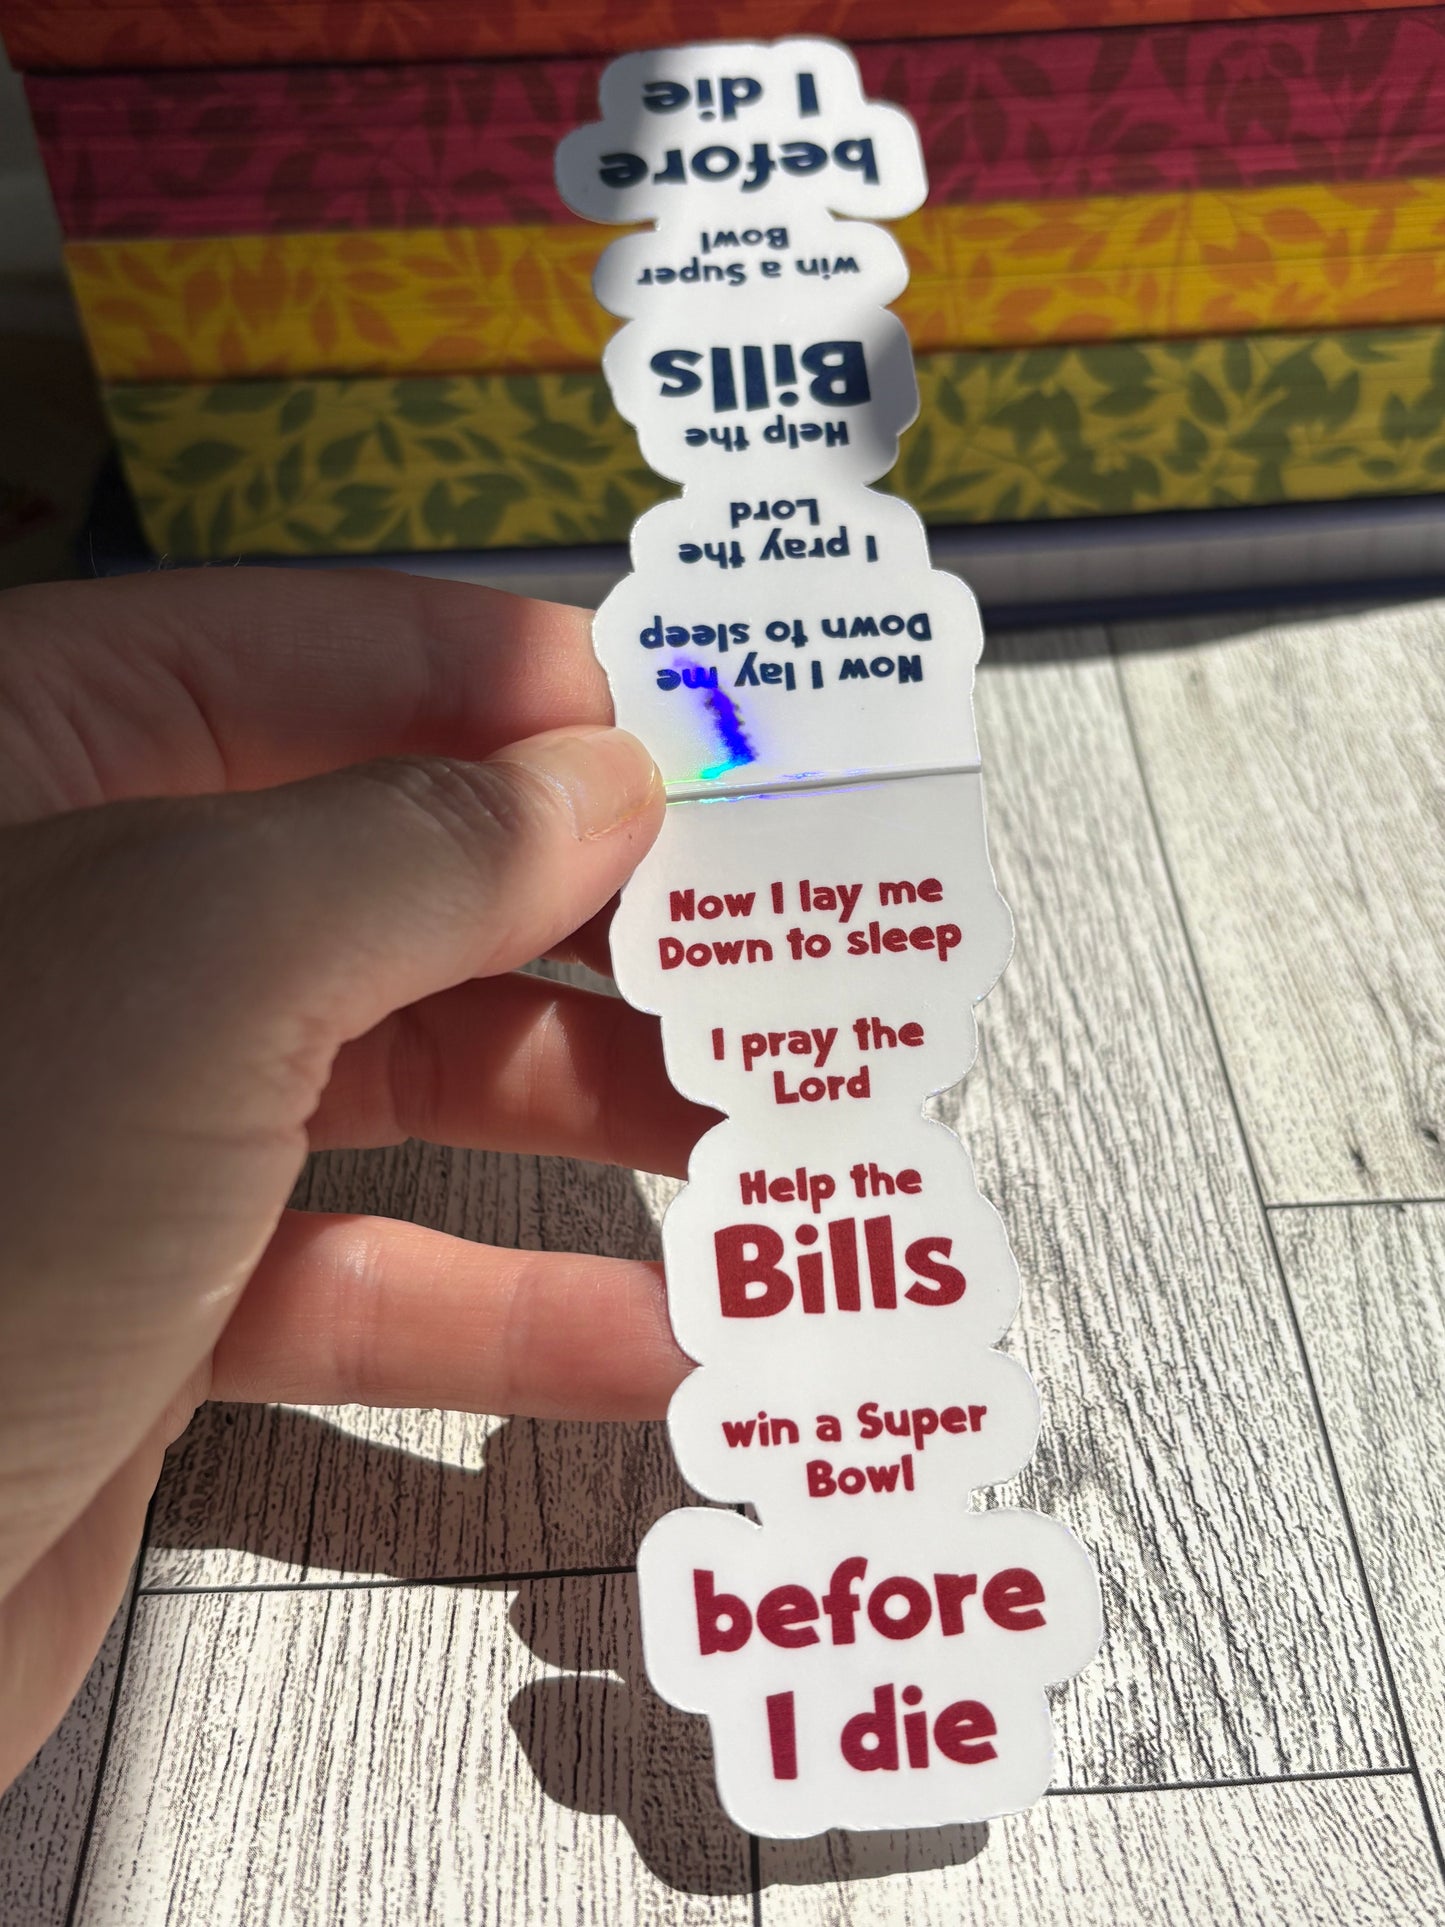 Now I lay me
Down to sleep
I pray the
Lord
Help the
Bills
win a Super
Bowl
before
I die
Now I lay me
Down to sleep
I pray the
Lord
Help the
Bills
win a Super
Bowl
before
I die